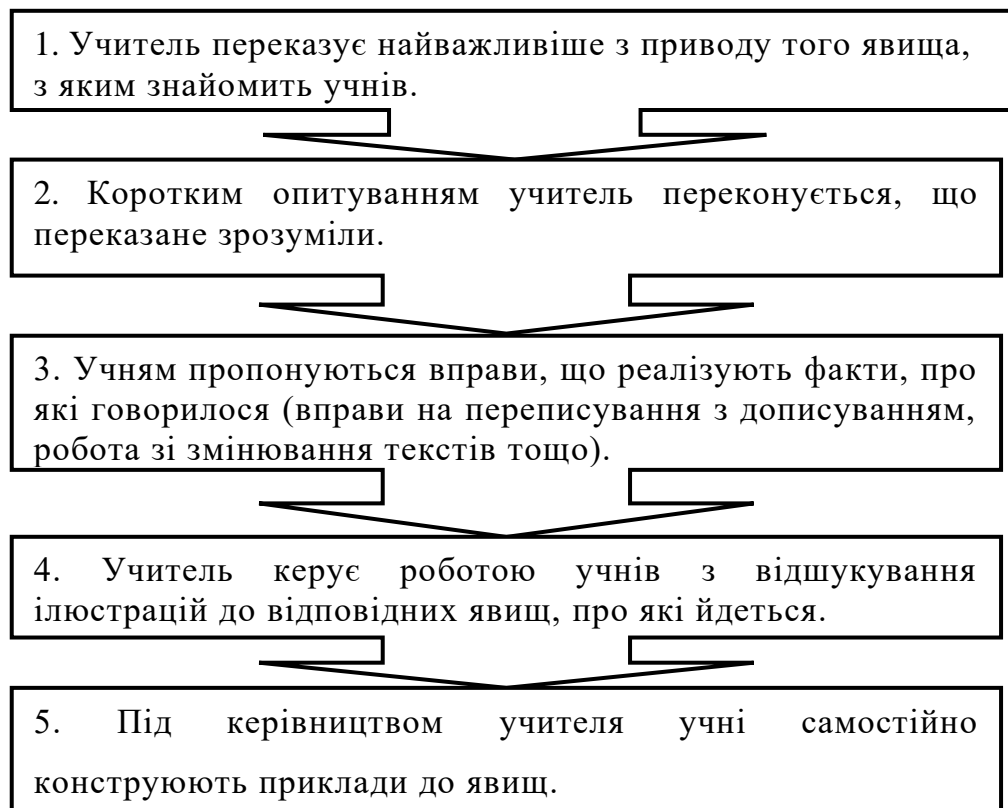 1. Учитель переказує найважливіше з приводу того явища,
з яким знайомить учнів.
2. Коротким опитуванням учитель переконується, що
переказане зрозуміли.
3. Учням пропонуються вправи, що реалізують факти, про
які говорилося (вправи на переписування з дописуванням,
робота зі змінювання текстів тощо).
4. Учитель керує роботою учнів з відшукування
ілюстрацій до відповідних явищ, про які йдеться.
5. Під керівництвом учителя учні самостійно
конструюють приклади до явищ.